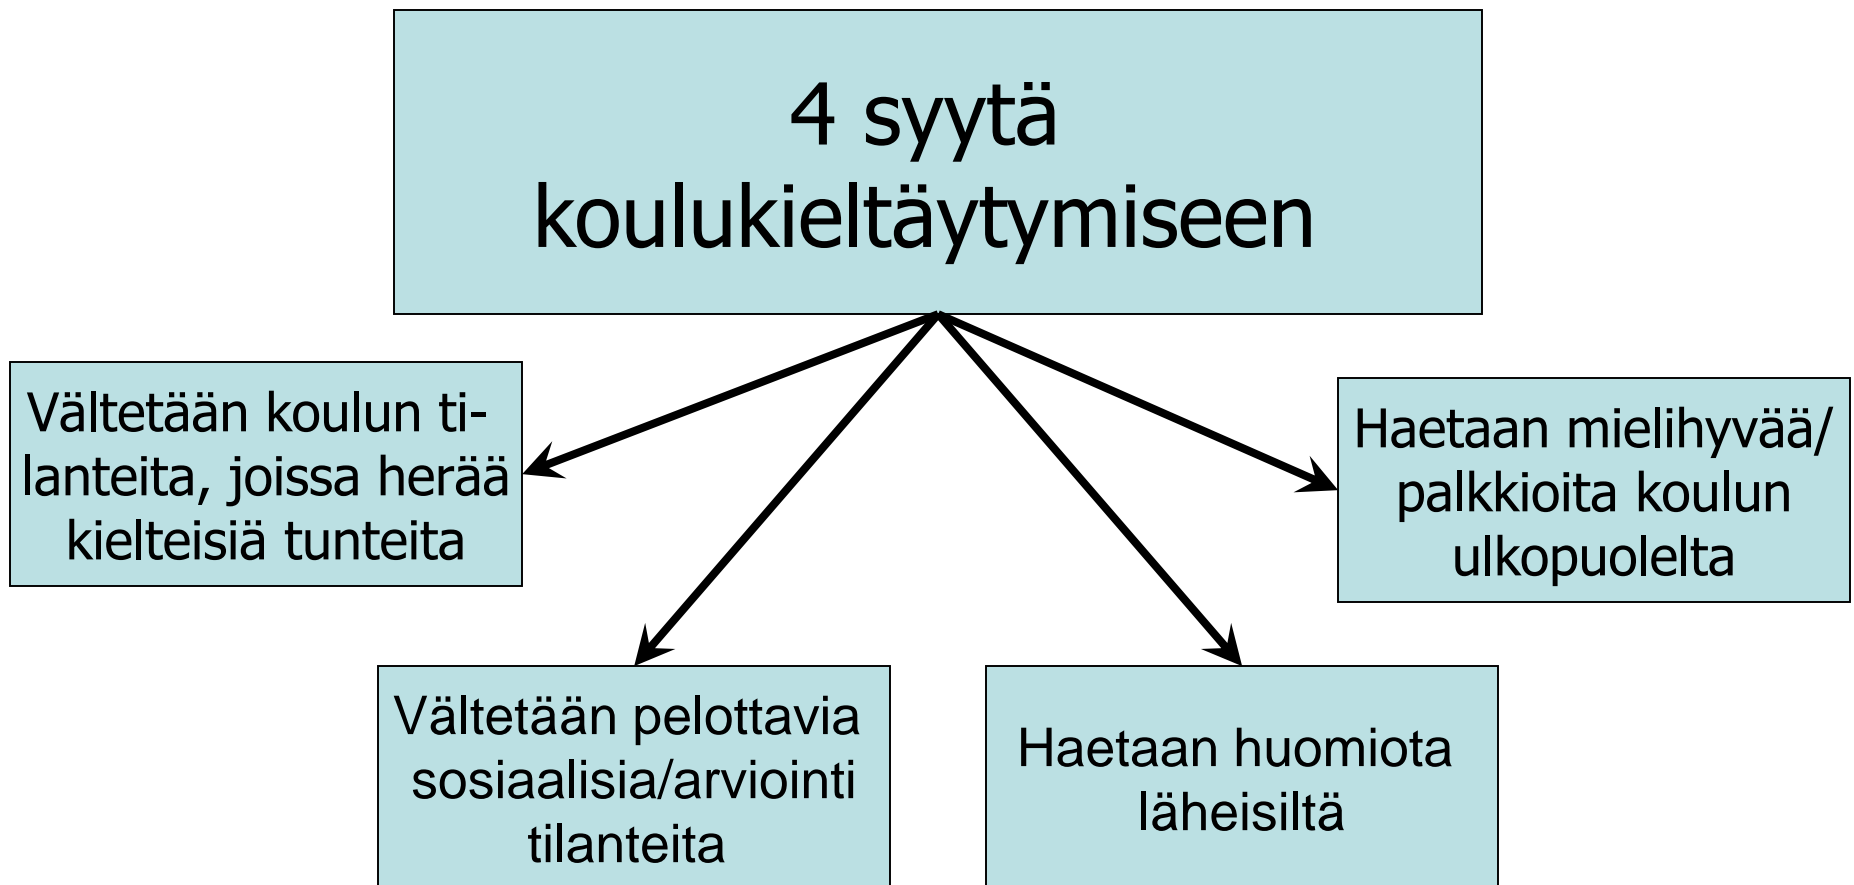 4 syytä
koulukieltäytymiseen
Vältetään koulun ti-
lanteita, joissa herää
kielteisiä tunteita
Haetaan mielihyvää/
palkkioita koulun
ulkopuolelta
Vältetään pelottavia
sosiaalisia/arviointi
tilanteita
Haetaan huomiota
läheisiltä